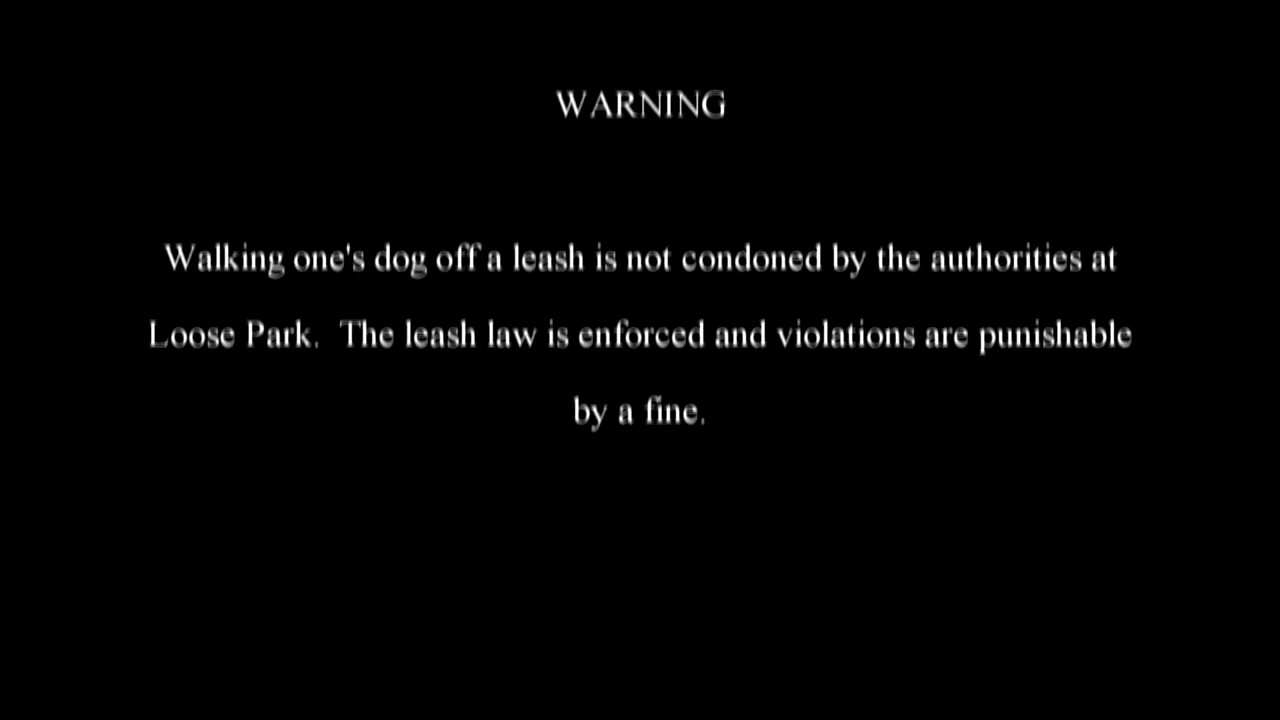 WARNING
Walking one's dog off a leash is not condoned by the authorities at
Loose Park.  The leash law is enforced and violations are punishable
by a fine.